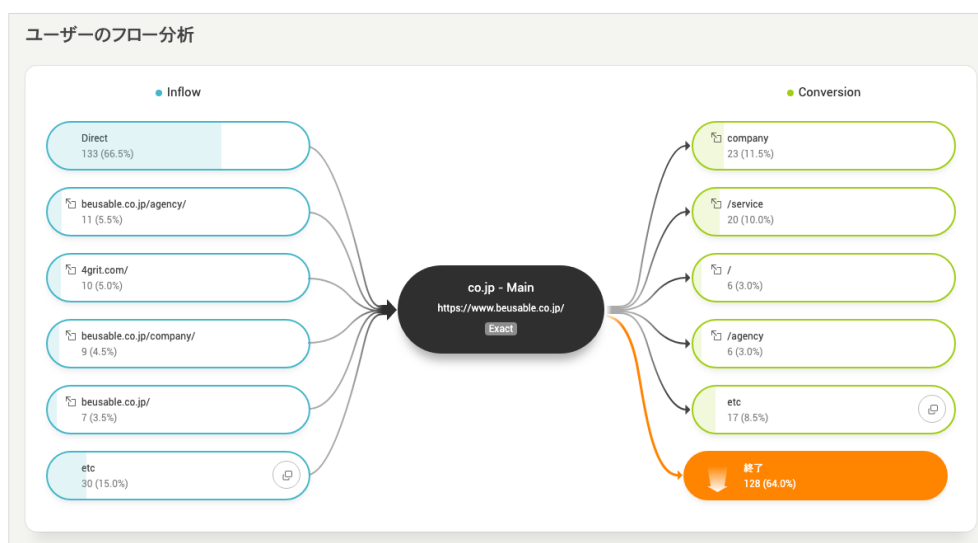 ユーザーのフロー分析
Inflow
Direct
133 (66.5%)
beusable.co.jp/agency/
11 (5.5%)
4grit.com/
10 (5.0%)
beusable.co.jp/company/
9 (4.5%)
beusable.co.jp/
7 (3.5%)
etc
30 (15.0%)
co.jp - Main
https://www.beusable.co.jp/
Exact
Conversion
company
23 (11.5%)
/service
20 (10.0%)
/
6 (3.0%)
/agency
6 (3.0%)
etc
17 (8.5%)
終了
128 (64.0%)